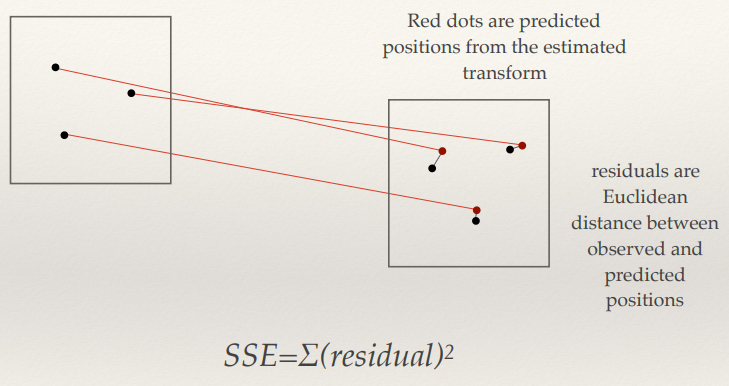 Red dots are predicted
positions from the estimated
transform
residuals are
Euclidean
distance between
observed and
predicted
positions
SSE=Σ(residual)²